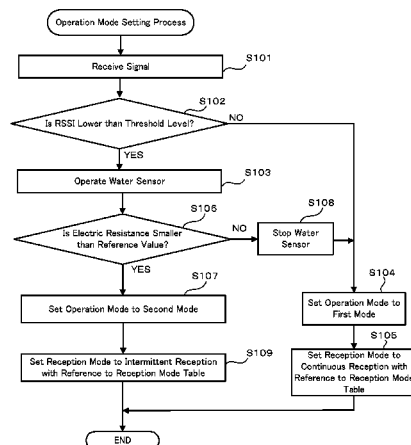 Operation Mode Setting Process
S101
Receive Signal
S102
Is RSSI Lower than Threshold Level?
NO
YES
S103
Operate Water Sensor
S106
S108
Is Electric Resistance Smaller
than Reference Value?
NO
Stop Water
Sensor
YES
S107
S104
Set Operation Mode to Second Mode
Set Operation Mode to
First Mode
S109
S105
Set Reception Mode to Intermittent Reception
with Reference to Reception Mode Table
Set Reception Mode to
Continuous Reception with
Reference to Reception Mode
Table
END